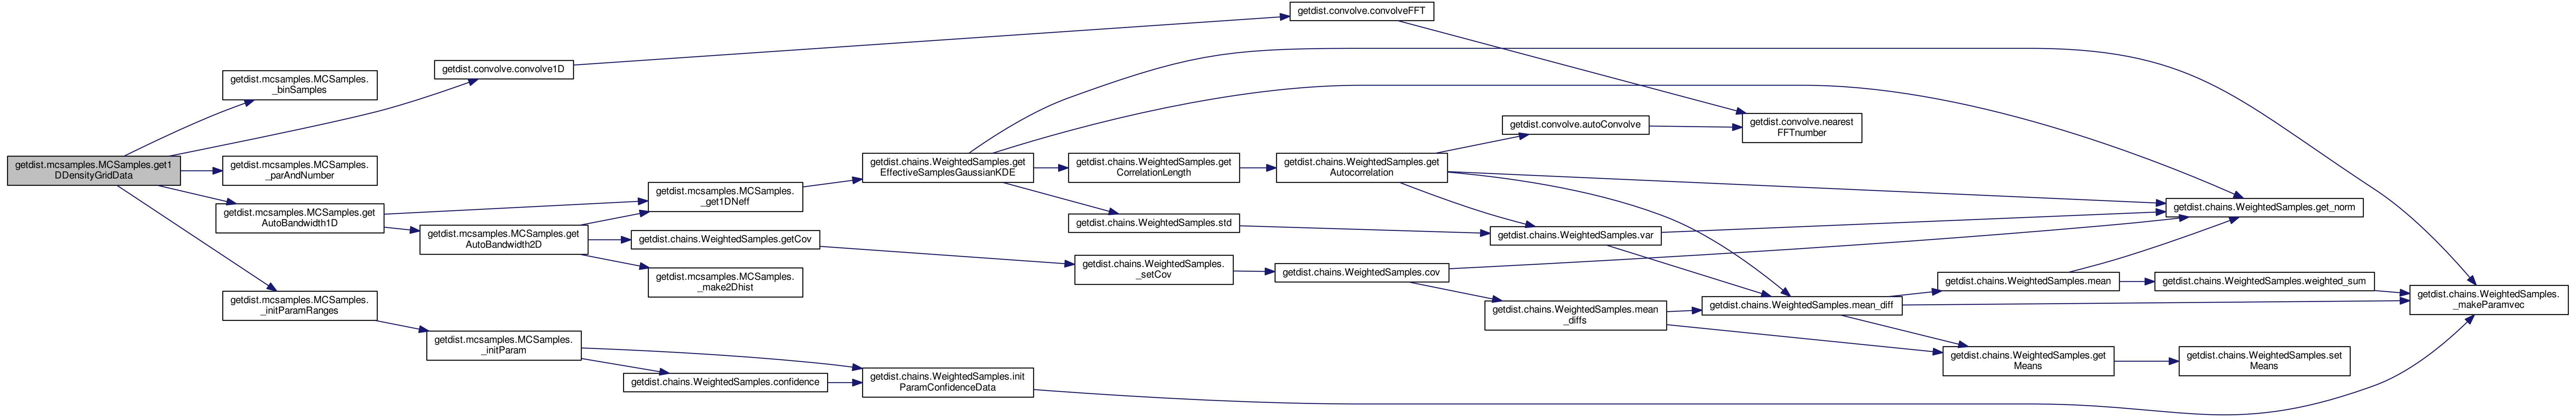 getdist.mcsamples.MCSamples.get1
DDensityGridData
getdist.mcsamples.MCSamples.
_binSamples
getdist.convolve.convolve1D
getdist.convolve.convolveFFT
getdist.convolve.nearest
FFTnumber
getdist.mcsamples.MCSamples.
_parAndNumber
getdist.mcsamples.MCSamples.get
AutoBandwidth1D
getdist.mcsamples.MCSamples.
_get1DNeff
getdist.mcsamples.MCSamples.get
AutoBandwidth2D
getdist.chains.WeightedSamples.getCov
getdist.mcsamples.MCSamples.
_make2Dhist
getdist.chains.WeightedSamples.get
EffectiveSamplesGaussianKDE
getdist.chains.WeightedSamples.get
CorrelationLength
getdist.chains.WeightedSamples.get
Autocorrelation
getdist.convolve.autoConvolve
getdist.chains.WeightedSamples.std
getdist.chains.WeightedSamples.var
getdist.chains.WeightedSamples.
_setCov
getdist.chains.WeightedSamples.cov
getdist.chains.WeightedSamples.mean
_diffs
getdist.chains.WeightedSamples.mean_diff
getdist.chains.WeightedSamples.mean
getdist.chains.WeightedSamples.get_norm
getdist.chains.WeightedSamples.weighted_sum
getdist.chains.WeightedSamples.
_makeParamvec
getdist.chains.WeightedSamples.get
Means
getdist.chains.WeightedSamples.set
Means
getdist.mcsamples.MCSamples.
_initParamRanges
getdist.mcsamples.MCSamples.
_initParam
getdist.chains.WeightedSamples.confidence
getdist.chains.WeightedSamples.init
ParamConfidenceData